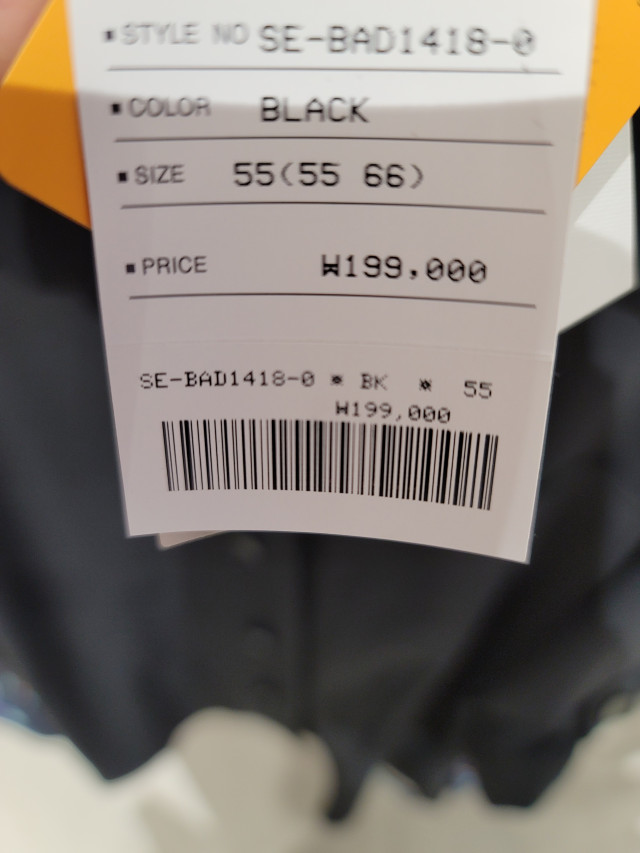 ▪STYLE NO SE-BAD1418-0
▪COLOR BLACK
▪SIZE 55(55 66)
▪PRICE ₩199,000
SE-BAD1418-0 * BK * 55
₩199,000